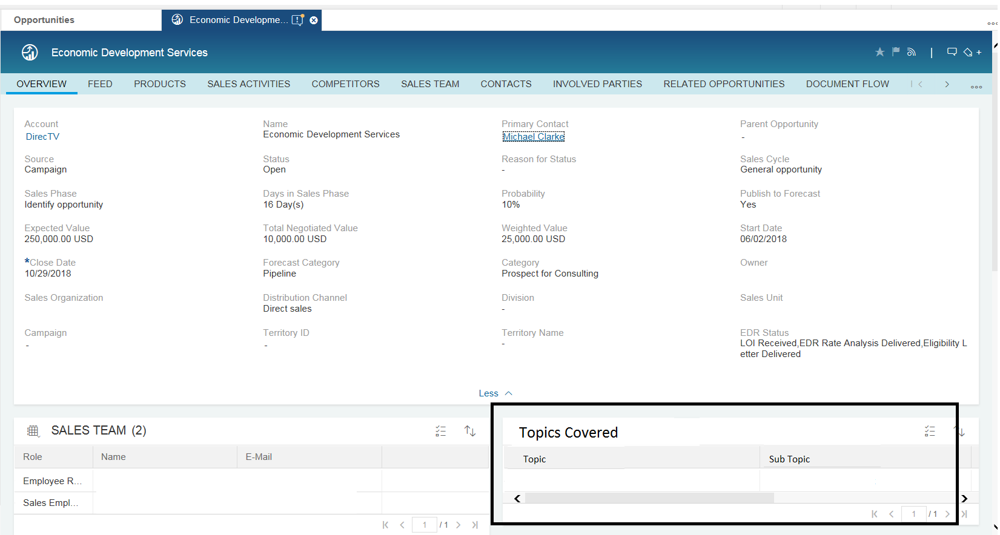 Opportunities
Economic Developme...
Economic Development Services
OVERVIEW FEED PRODUCTS SALES ACTIVITIES COMPETITORS SALES TEAM CONTACTS INVOLVED PARTIES RELATED OPPORTUNITIES DOCUMENT FLOW
Account Name Primary Contact Parent Opportunity
DirecTV Economic Development Services Michael Clarke -
Source Status Reason for Status Sales Cycle
Campaign Open - General opportunity
Sales Phase Days in Sales Phase Probability Publish to Forecast
Identify opportunity 16 Day(s) 10% Yes
Expected Value Total Negotiated Value Weighted Value Start Date
250,000.00 USD 10,000.00 USD 25,000.00 USD 06/02/2018
*Close Date Forecast Category Category Owner
10/29/2018 Pipeline Prospect for Consulting
Sales Organization Distribution Channel Division Sales Unit
Direct sales -
Campaign Territory ID Territory Name EDR Status
- - - LOI Received,EDR Rate Analysis Delivered,Eligibility L
etter Delivered
Less
SALES TEAM (2)
Role Name E-Mail
Employee R...
Sales Empl...
1 / 1
Topics Covered
Topic Sub Topic
1 / 1